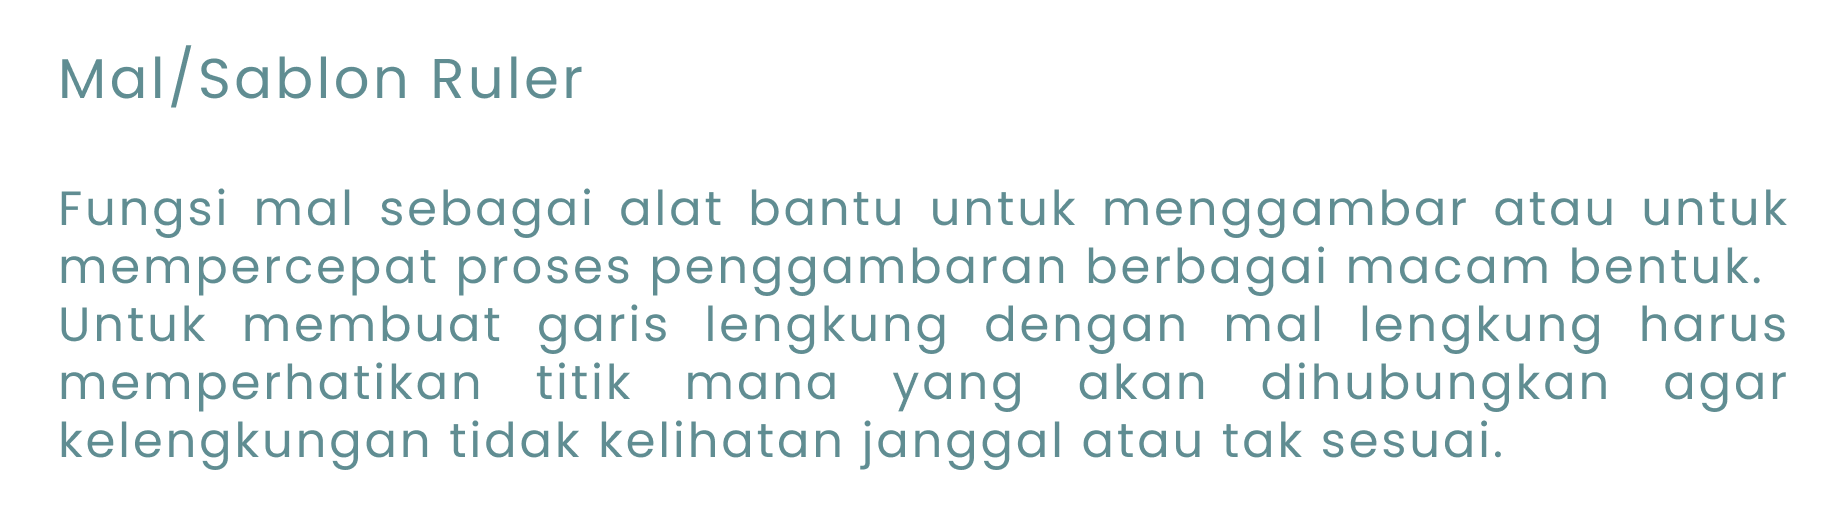 Mal/Sablon Ruler
Fungsi mal sebagai alat bantu untuk menggambar atau untuk
mempercepat proses penggambaran berbagai macam bentuk.
Untuk membuat garis lengkung dengan mal lengkung harus
memperhatikan titik mana yang akan dihubungkan agar
kelengkungan tidak kelihatan janggal atau tak sesuai.